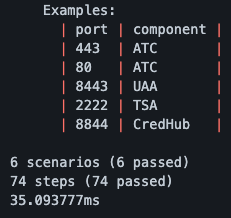 Examples:
| port | component |
| 443 | ATC |
| 80 | ATC |
| 8443 | UAA |
| 2222 | TSA |
| 8844 | CredHub |
6 scenarios (6 passed)
74 steps (74 passed)
35.093777ms